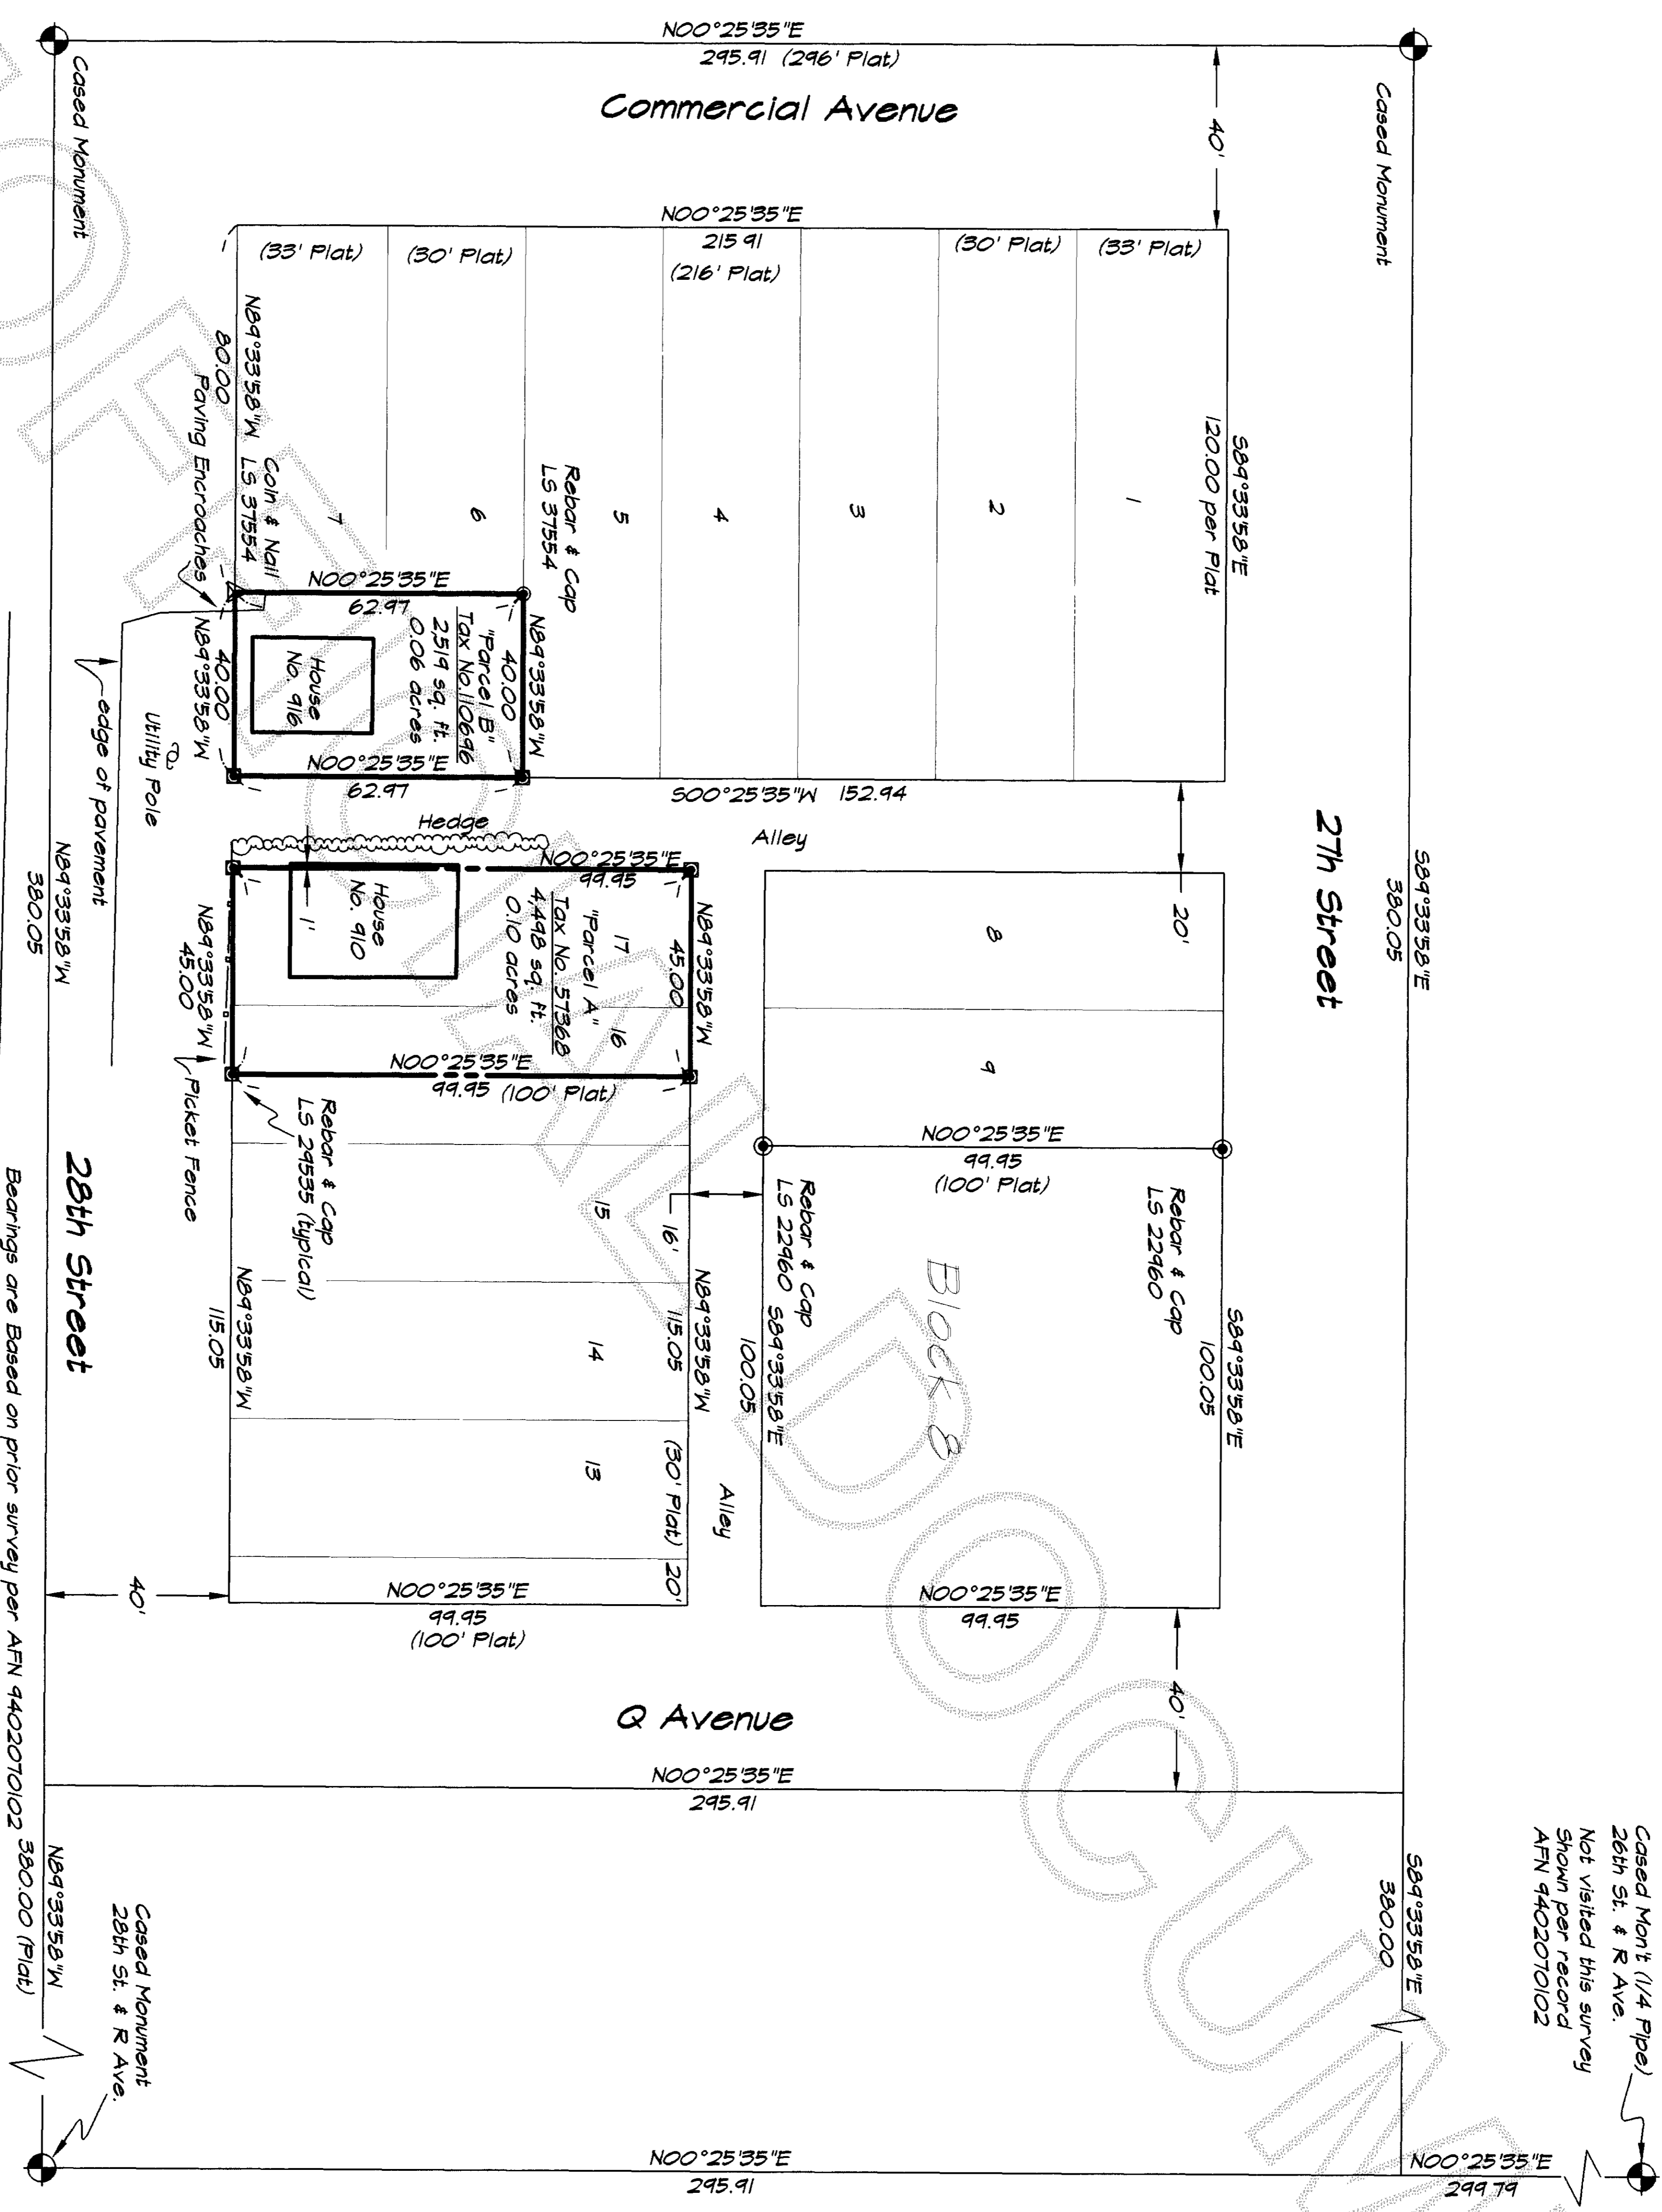 N00°25'35"E
295.91 (296' Plat)
Commercial Avenue
Cased Monument
Cased Monument
40'
N00°25'35"E
215.91
(216' Plat)
(33' Plat)
(30' Plat)
(30' Plat)
(33' Plat)
S89°33'58"E
120.00 per Plat
1
2
3
4
5
6
7
N89°33'58"W
80.00
Coin & Nail
LS 37554
Paving Encroaches
Rebar & Cap
LS 37554
N00°25'35"E
62.97
N89°33'58"W
40.00
"Parcel B"
Tax No.110696
2,519 sq. ft.
0.06 acres
House
No. 916
N89°33'58"W
40.00
N00°25'35"E
62.97
S00°25'35"W 152.94
edge of pavement
Utility Pole
Hedge
Alley
27th Street
S89°33'58"E
380.05
20'
8
9
N00°25'35"E
99.95
N89°33'58"W
45.00
17
16
"Parcel A"
Tax No. 57368
4,498 sq. ft.
0.10 acres
House
No. 910
1'
N89°33'58"W
45.00
Picket Fence
N00°25'35"E
99.95 (100' Plat)
N89°33'58"W
380.05
Rebar & Cap
LS 29535 (typical)
N00°25'35"E
99.95
(100' Plat)
Rebar & Cap
LS 22960
Rebar & Cap
LS 22960
16'
15
14
13
Block 8
S89°33'58"E
100.05
S89°33'58"E
100.05
N89°33'58"W
115.05
N89°33'58"W
115.05
(30' Plat)
20'
Alley
28th Street
40'
N00°25'35"E
99.95
(100' Plat)
N00°25'35"E
99.95
40'
Q Avenue
N00°25'35"E
295.91
Bearings are Based on prior survey per AFN 9402070102
S89°33'58"E
380.00
N89°33'58"W
380.00 (Plat)
Cased Mon't (1/4 Pipe)
26th St. & R Ave.
Not visited this survey
Shown per record
AFN 9402070102
Cased Monument
28th St. & R Ave.
N00°25'35"E
295.91
N00°25'35"E
299.79
DOCUM